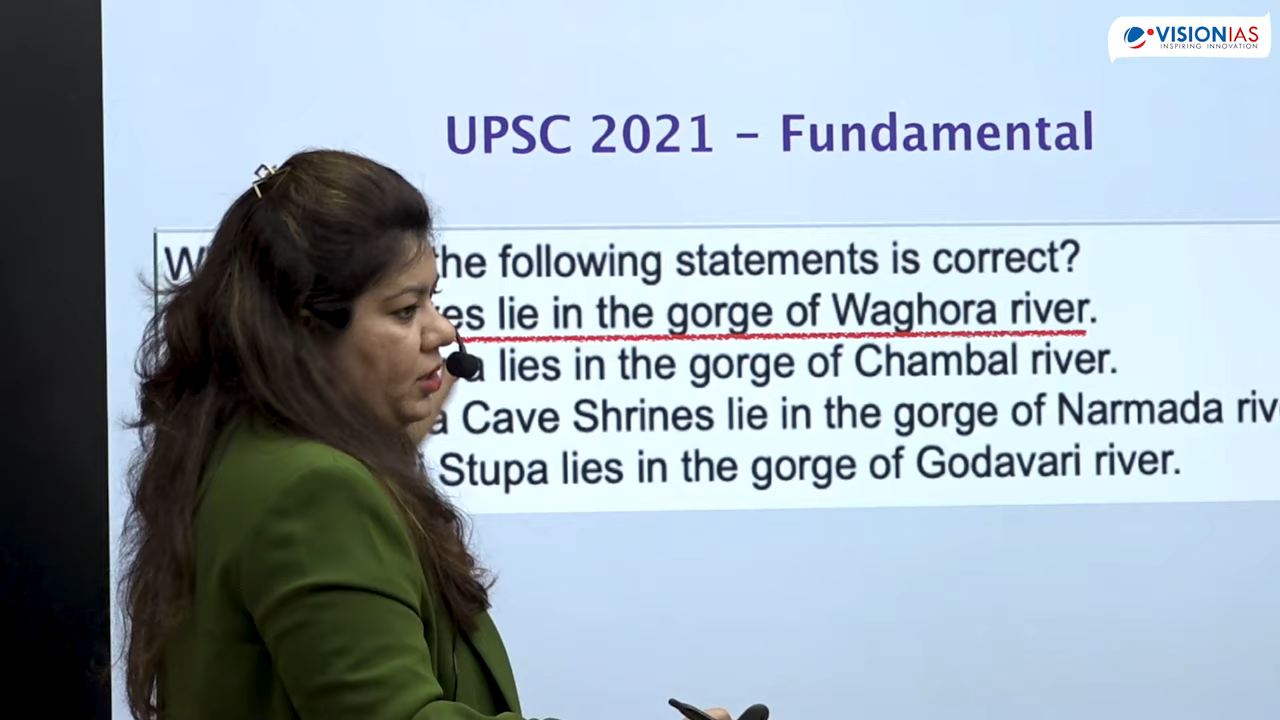 VISIONIAS
INSPIRING INNOVATION
UPSC 2021 – Fundamental
the following statements is correct?
lie in the gorge of Waghora river.
lies in the gorge of Chambal river.
Cave Shrines lie in the gorge of Narmada
Stupa lies in the gorge of Godavari river.